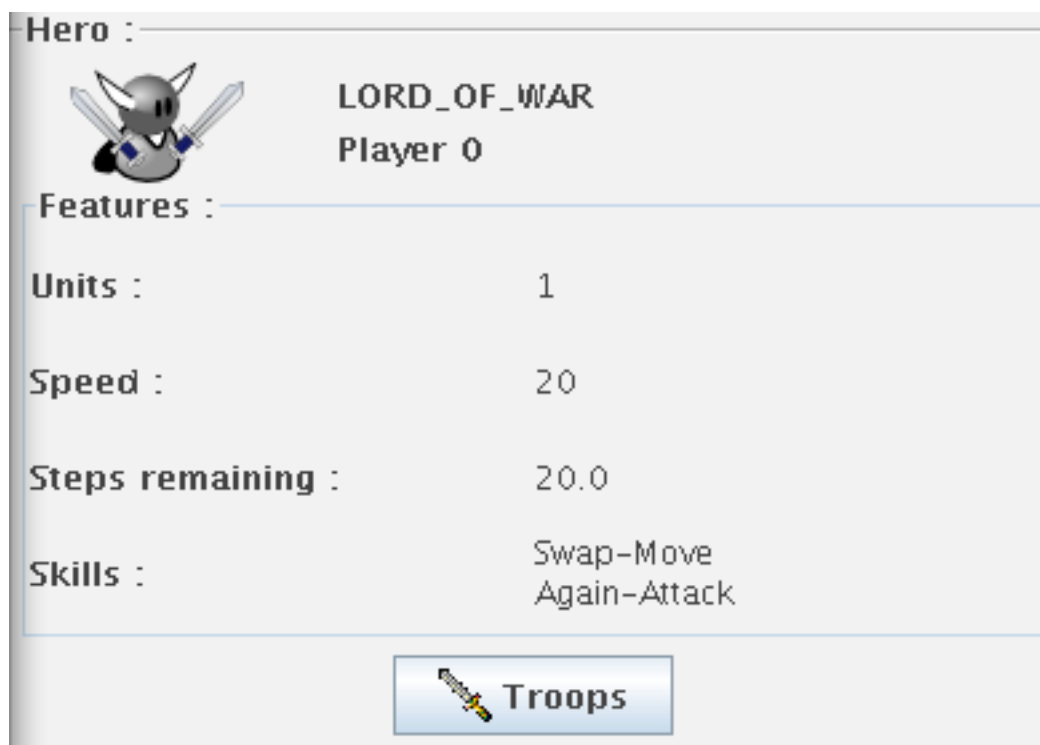 Hero :
LORD_OF_WAR
Player 0
Features :
Units : 1
Speed : 20
Steps remaining : 20.0
Skills : Swap-Move
Again-Attack
Troops